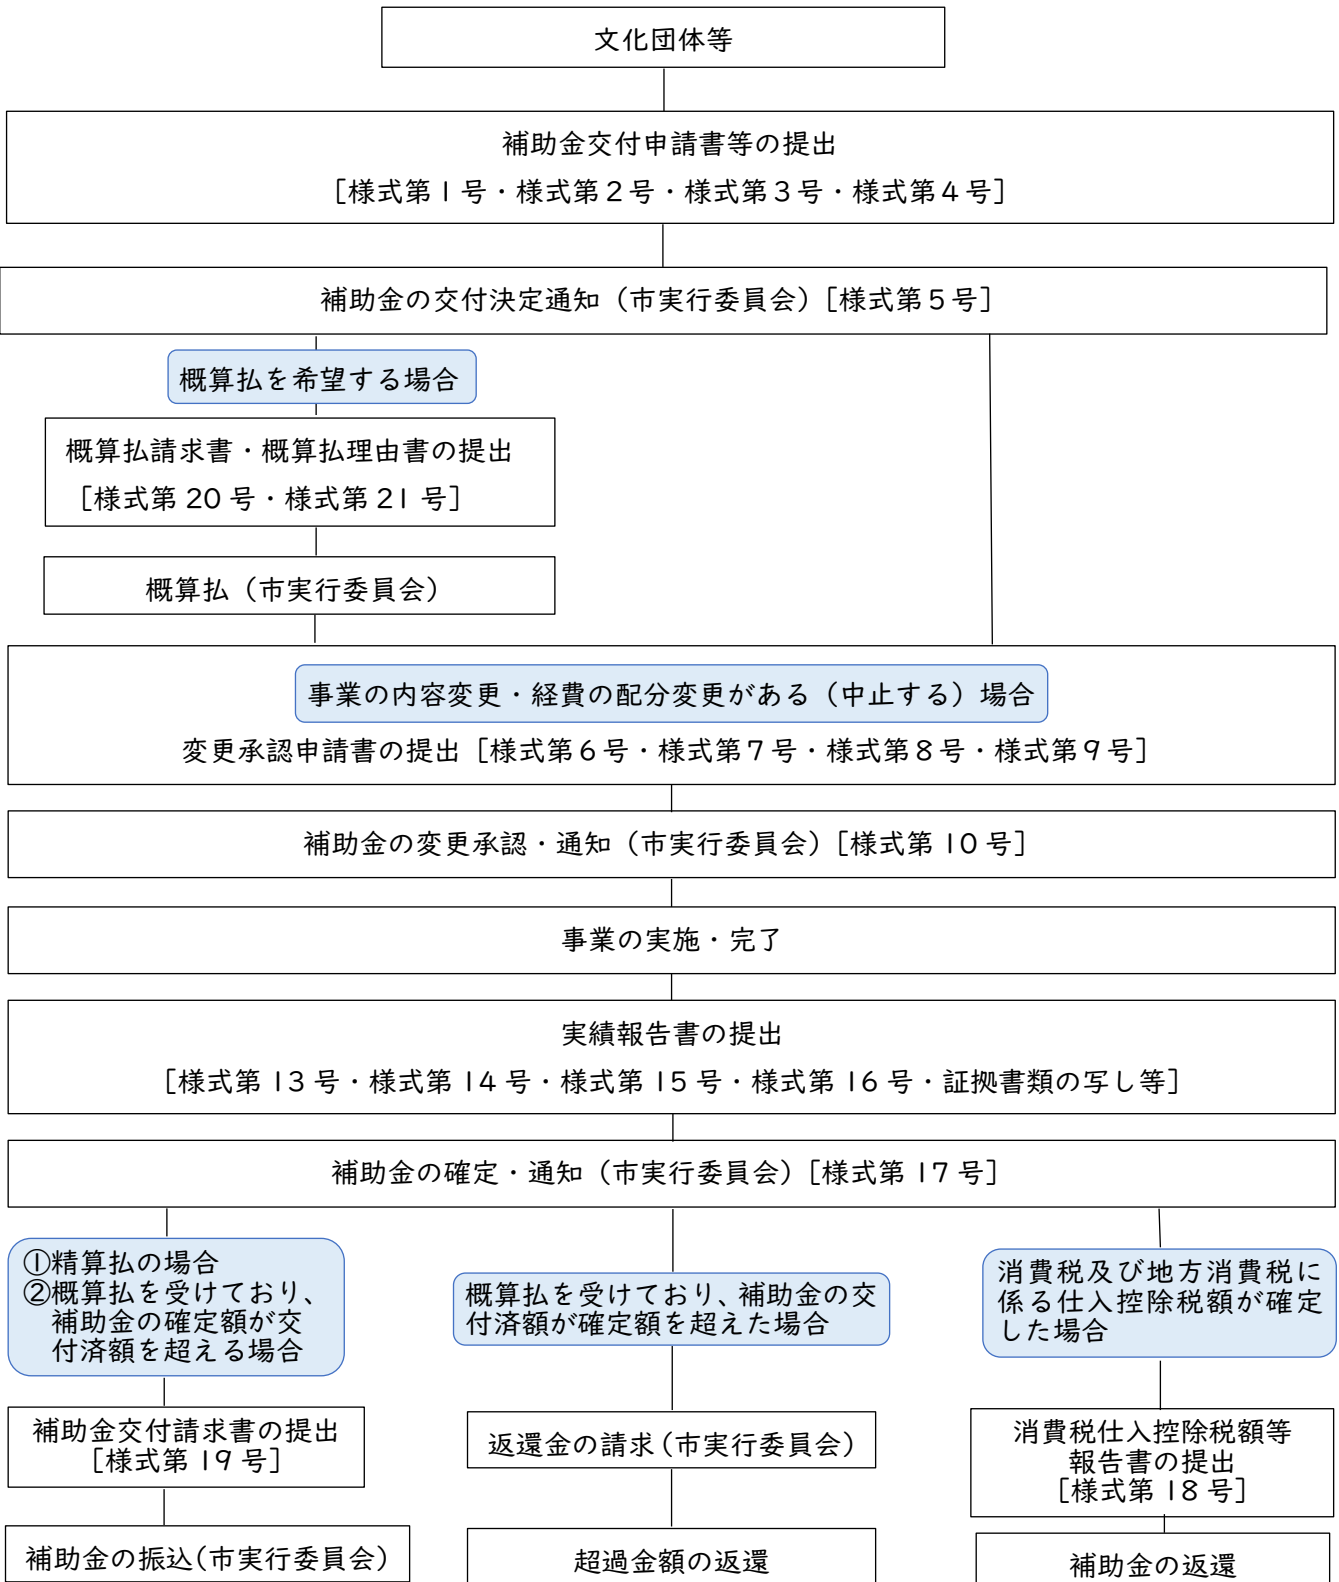 文化団体等
補助金交付申請書等の提出
［様式第１号・様式第２号・様式第３号・様式第４号］
補助金の交付決定通知（市実行委員会）［様式第５号］
概算払を希望する場合
概算払請求書・概算払理由書の提出
［様式第 20 号・様式第 21 号］
概算払（市実行委員会）
事業の内容変更・経費の配分変更がある（中止する）場合
変更承認申請書の提出［様式第６号・様式第７号・様式第８号・様式第９号］
補助金の変更承認・通知（市実行委員会）［様式第 10 号］
事業の実施・完了
実績報告書の提出
［様式第 13 号・様式第 14 号・様式第 15 号・様式第 16 号・証拠書類の写し等］
補助金の確定・通知（市実行委員会）［様式第 17 号］
①精算払の場合
②概算払を受けており、
補助金の確定額が交
付済額を超える場合
補助金交付請求書の提出
［様式第 19 号］
補助金の振込（市実行委員会）
概算払を受けており、補助金の交
付済額が確定額を超えた場合
返還金の請求（市実行委員会）
超過金額の返還
消費税及び地方消費税に
係る仕入控除税額が確定
した場合
消費税仕入控除税額等
報告書の提出
［様式第 18 号］
補助金の返還